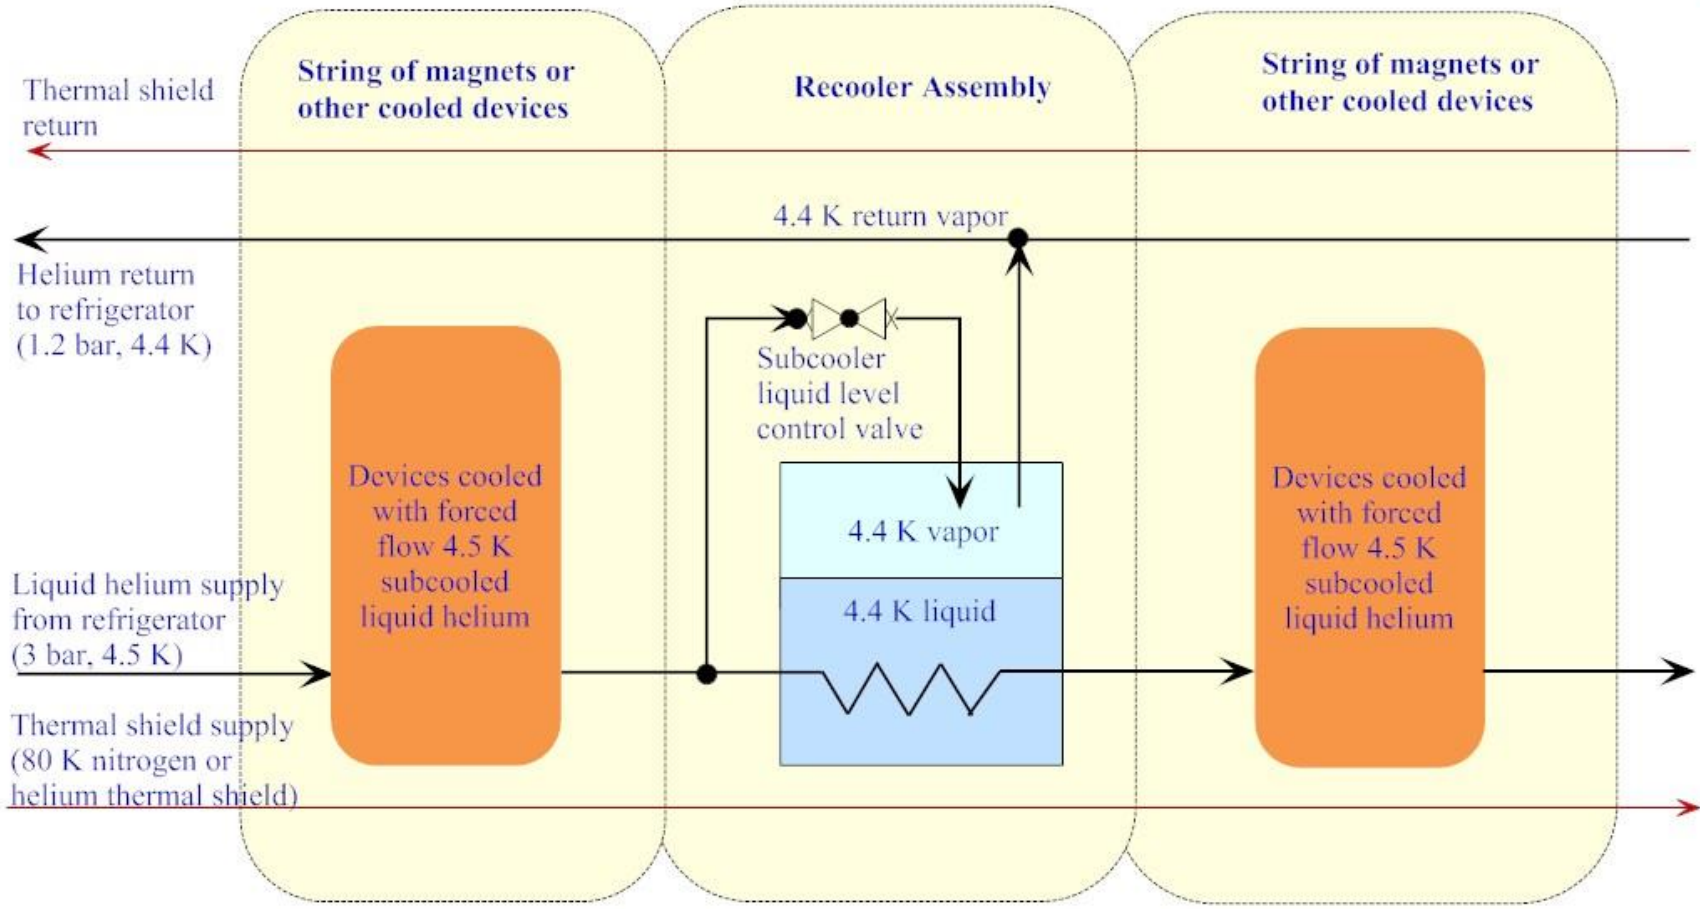 String of magnets or
other cooled devices
Recooler Assembly
String of magnets or
other cooled devices
Thermal shield
return
4.4 K return vapor
Helium return
to refrigerator
(1.2 bar, 4.4 K)
Subcooler
liquid level
control valve
Devices cooled
with forced
flow 4.5 K
subcooled
liquid helium
4.4 K vapor
4.4 K liquid
Devices cooled
with forced
flow 4.5 K
subcooled
liquid helium
Liquid helium supply
from refrigerator
(3 bar, 4.5 K)
Thermal shield supply
(80 K nitrogen or
helium thermal shield)